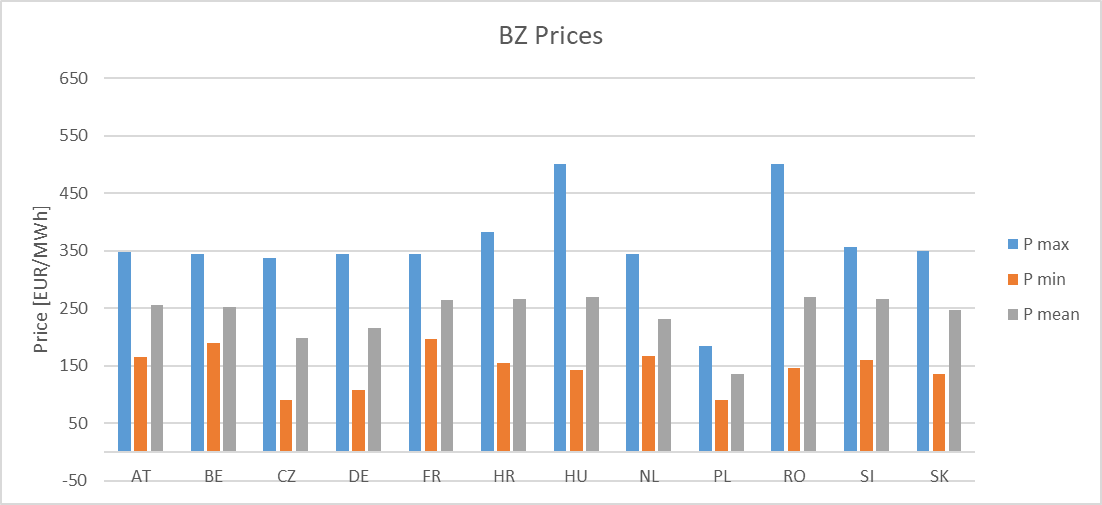 BZ Prices
Price [EUR/MWh]
650
550
450
350
250
150
50
-50
AT BE CZ DE FR HR HU NL PL RO SI SK
P max
P min
P mean